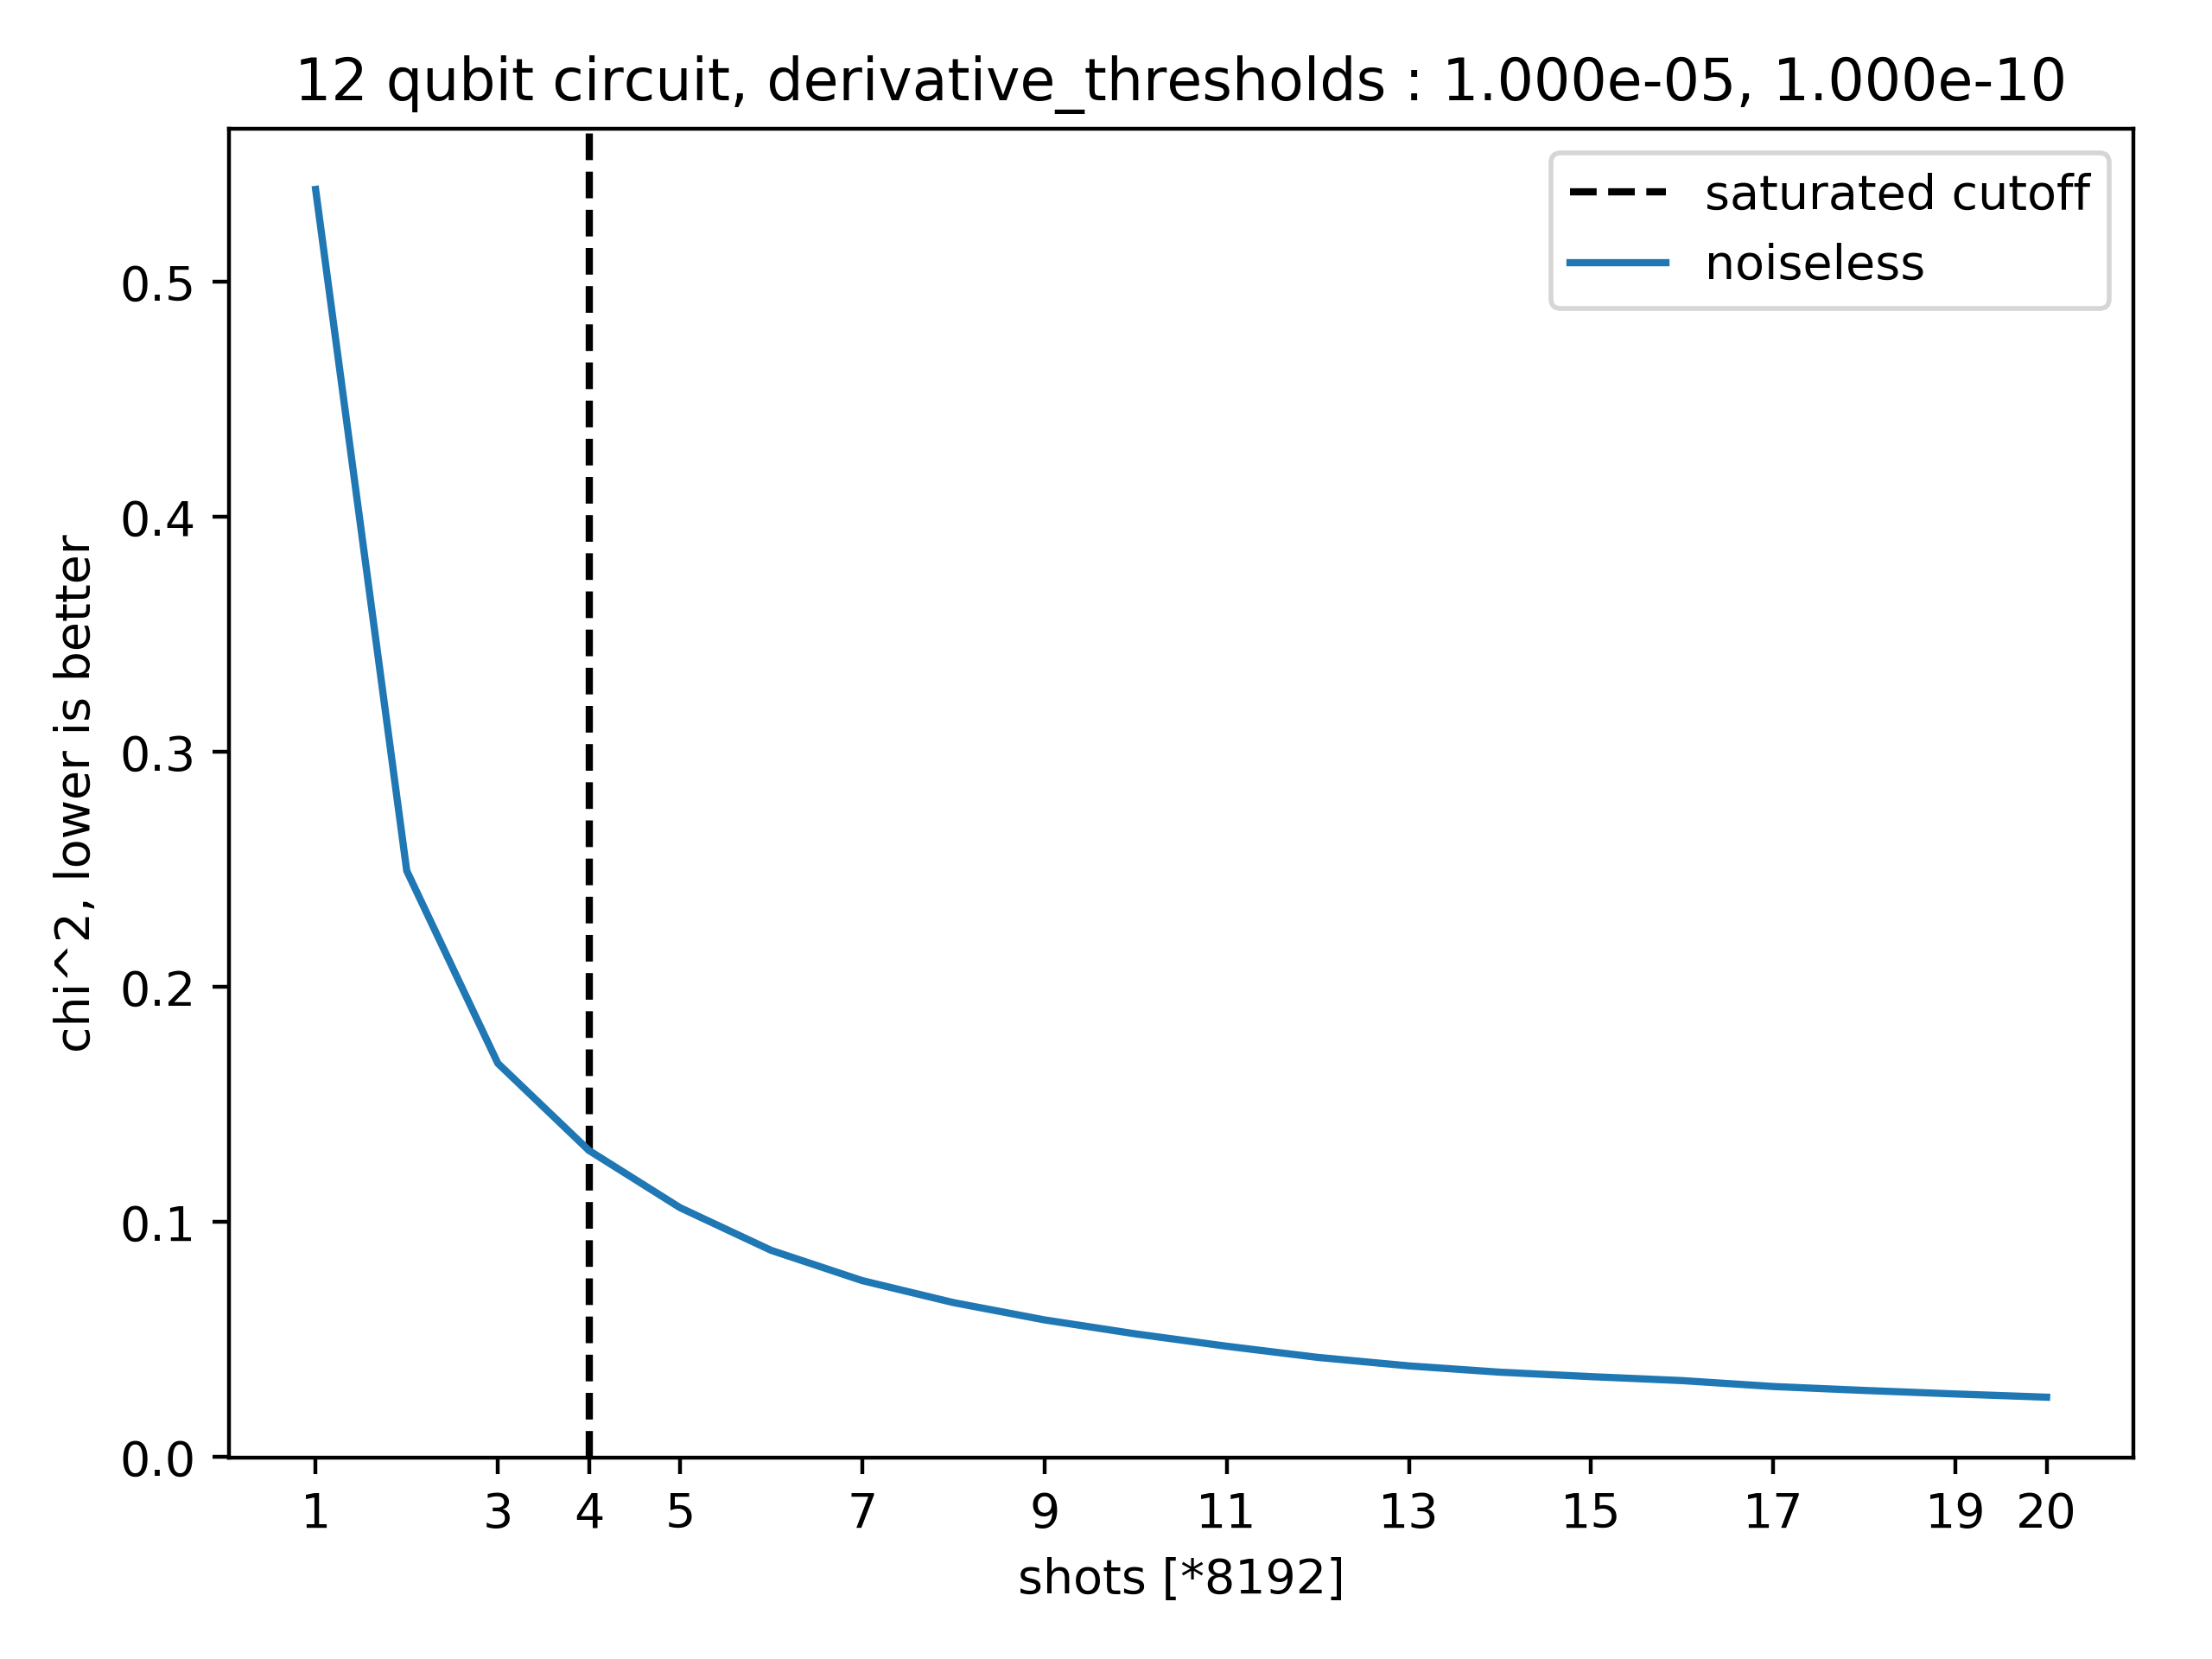 12 qubit circuit, derivative_thresholds : 1.000e-05, 1.000e-10
saturated cutoff
noiseless
chi^2, lower is better
0.5
0.4
0.3
0.2
0.1
0.0
1 3 4 5 7 9 11 13 15 17 19 20
shots [*8192]